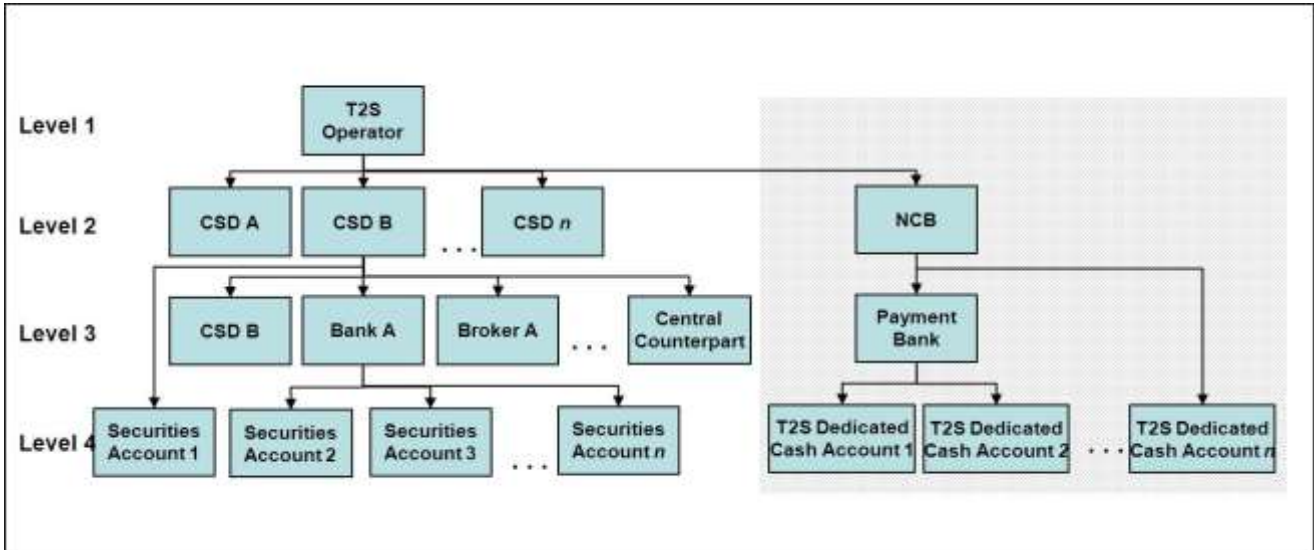 Level 1
T2S
Operator
Level 2
CSD A
CSD B
. . .
CSD n
NCB
Level 3
CSD B
Bank A
Broker A
. . .
Central
Counterpart
Payment
Bank
Level 4
Securities
Account 1
Securities
Account 2
Securities
Account 3
. . .
Securities
Account n
T2S Dedicated
Cash Account 1
T2S Dedicated
Cash Account 2
. . .
T2S Dedicated
Cash Account n